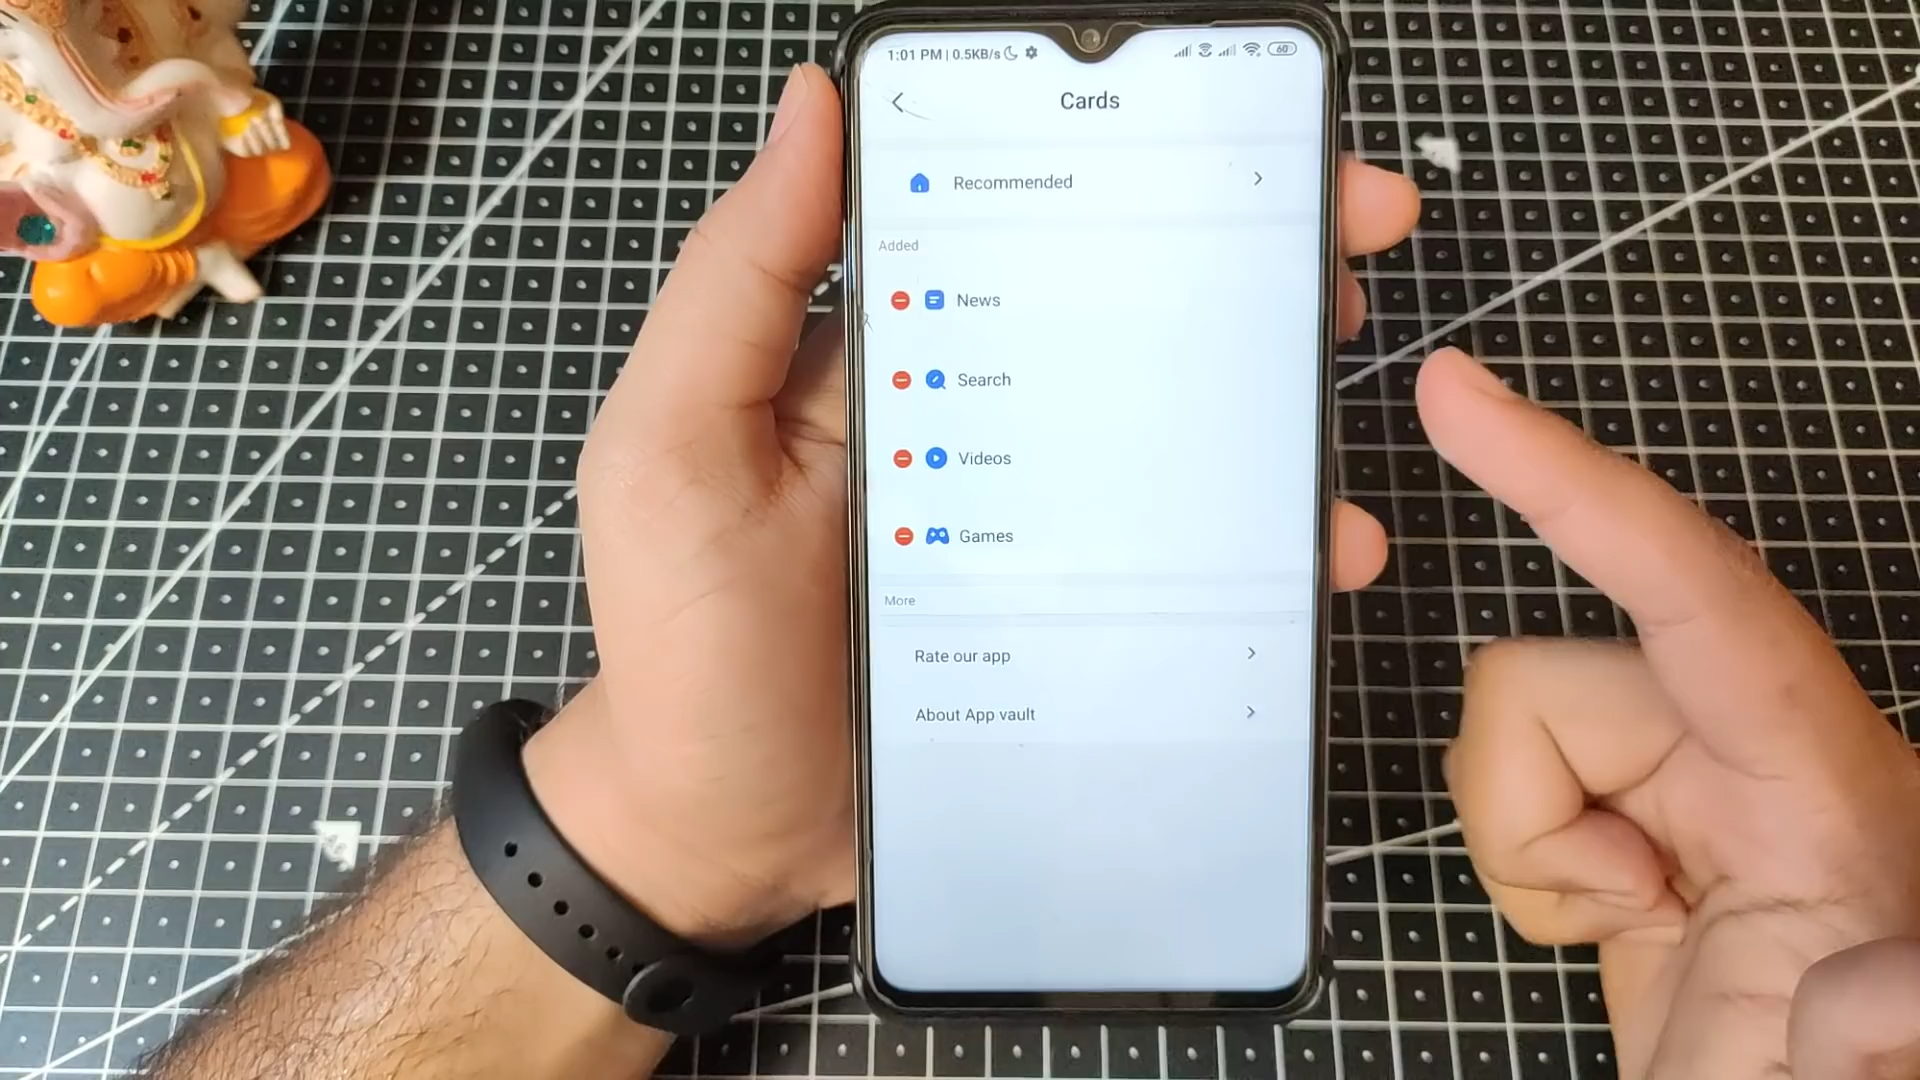 1:01 PM | 0.5KB/s
60
Cards
Recommended
Added
News
Search
Videos
Games
More
Rate our app
About App vault